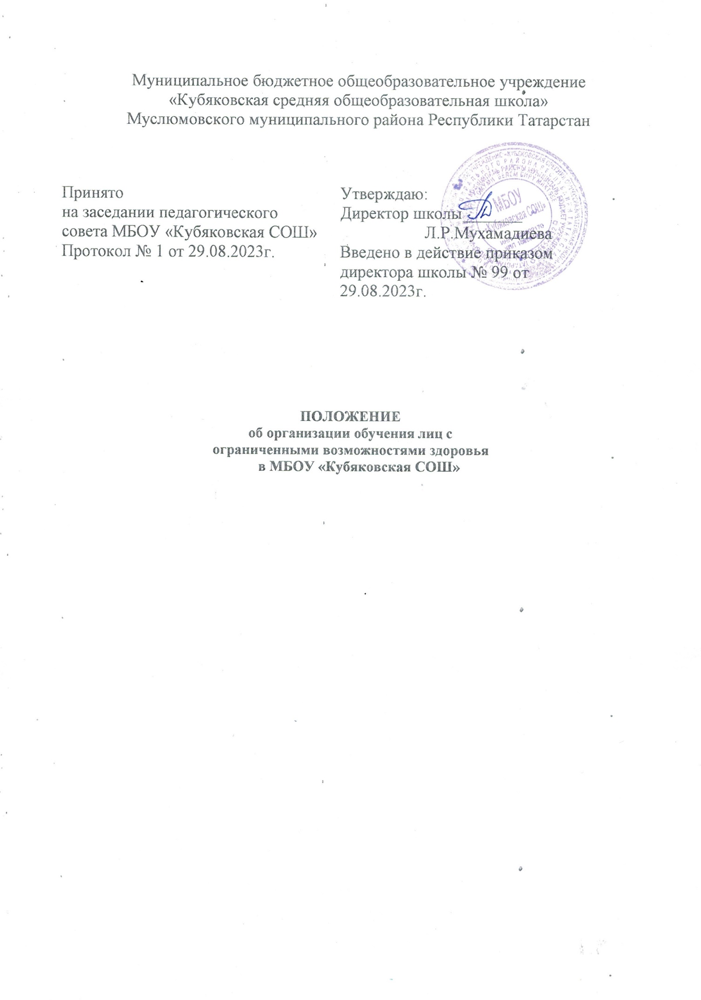 Муниципальное бюджетное общеобразовательное учреждение
«Кубяковская средняя общеобразовательная школа»
Муслюмовского муниципального района Республики Татарстан
Принято
на заседании педагогического
совета МБОУ «Кубяковская СОШ»
Протокол № 1 от 29.08.2023г.
Утверждаю:
Директор школы
Л.Р.Мухамадиева
Введено в действие приказом
директора школы № 99 от
29.08.2023г.
МБОУ
Кубяковская СОШ»
ПОЛОЖЕНИЕ
об организации обучения лиц с
ограниченными возможностями здоровья
в МБОУ «Кубяковская СОШ»